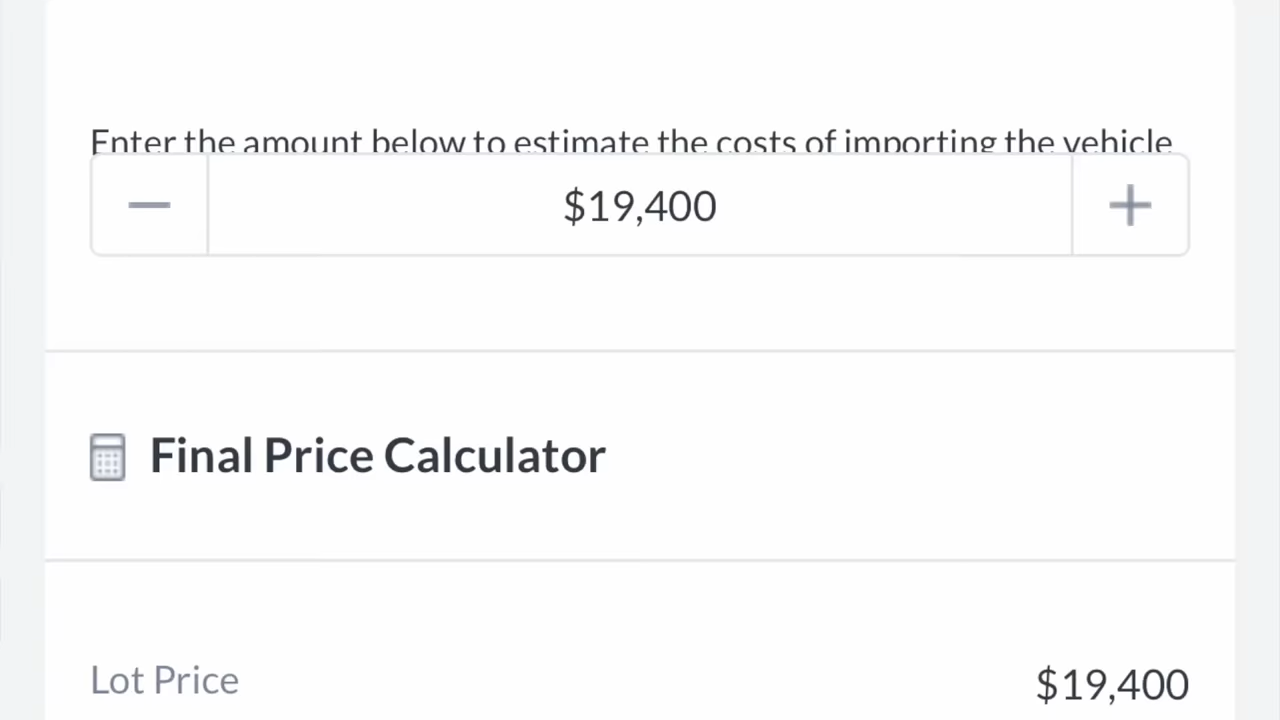 Enter the amount below to estimate the costs of importing the vehicle
$19,400
Final Price Calculator
Lot Price $19,400